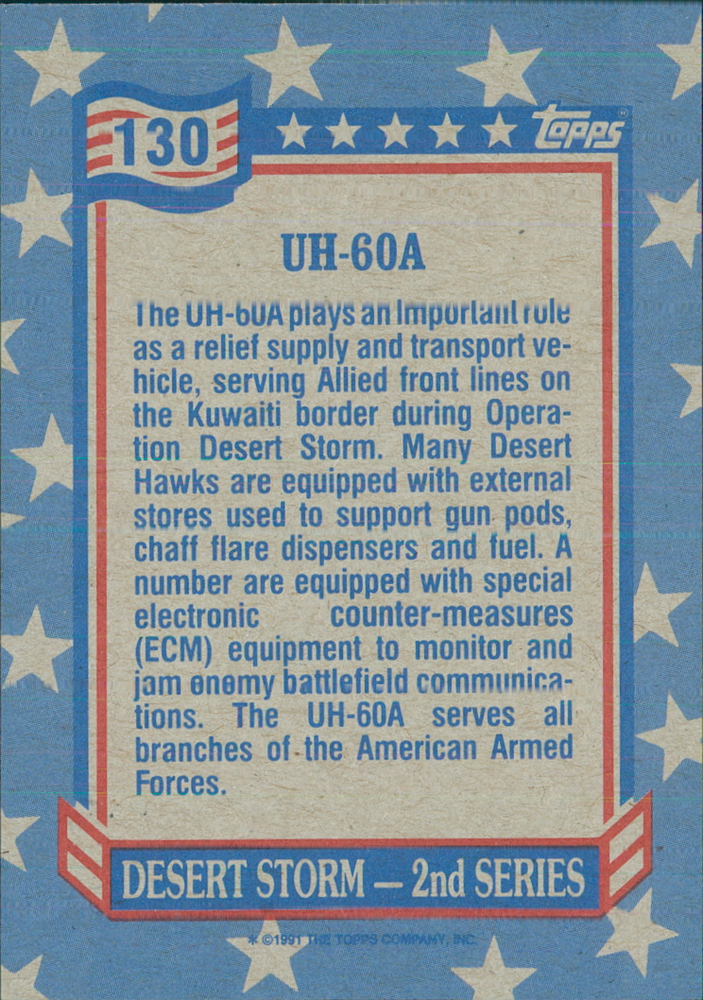 130
topps
UH-60A
The UH-60A plays an important role
as a relief supply and transport ve-
hicle, serving Allied front lines on
the Kuwaiti border during Opera-
tion Desert Storm. Many Desert
Hawks are equipped with external
stores used to support gun pods,
chaff flare dispensers and fuel. A
number are equipped with special
electronic counter-measures
(ECM) equipment to monitor and
jam enemy battlefield communica-
tions. The UH-60A serves all
branches of the American Armed
Forces.
DESERT STORM — 2nd SERIES
* ©1991 THE TOPPS COMPANY, INC.